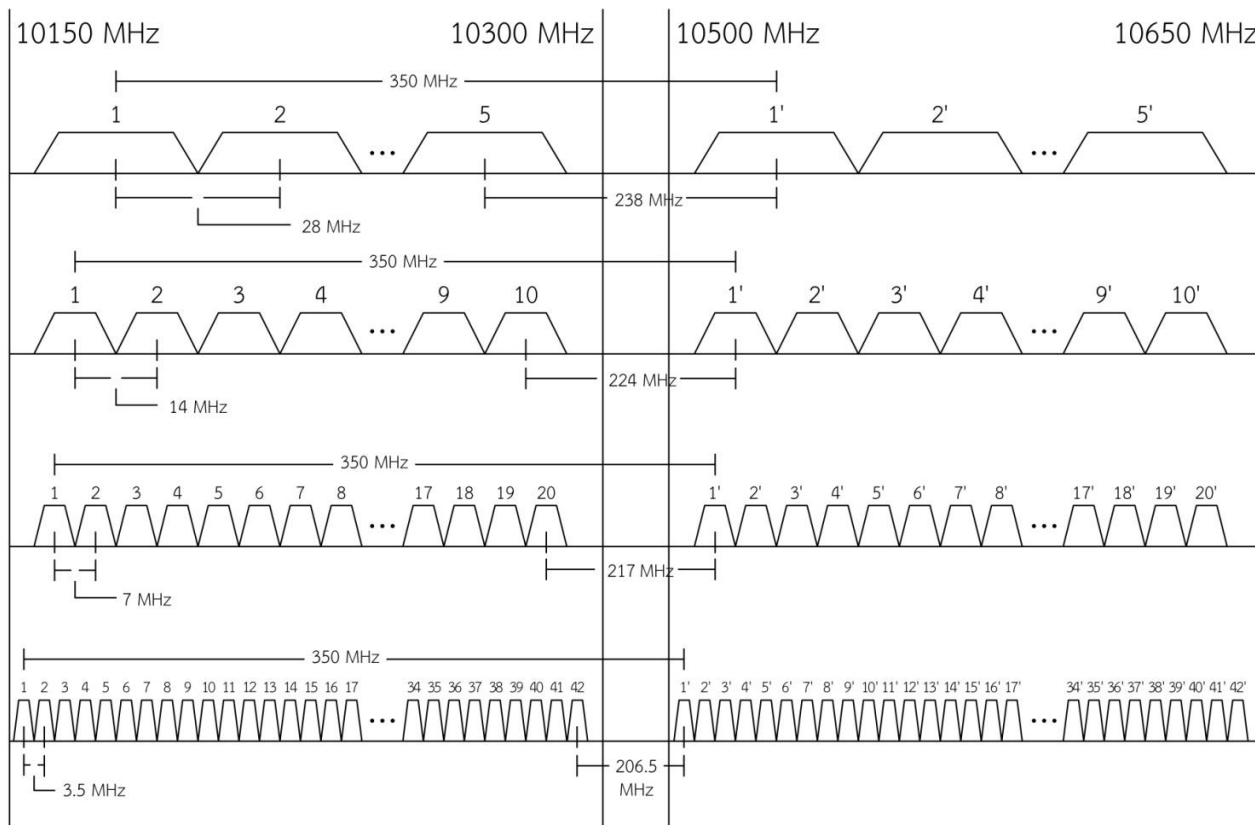 10150 MHz 10300 MHz 10500 MHz 10650 MHz
350 MHz
1 2 ... 5 1' 2' ... 5'
238 MHz
28 MHz
350 MHz
1 2 3 4 ... 9 10 1' 2' 3' 4' ... 9' 10'
224 MHz
14 MHz
350 MHz
1 2 3 4 5 6 7 8 ... 17 18 19 20 1' 2' 3' 4' 5' 6' 7' 8' ... 17' 18' 19' 20'
217 MHz
7 MHz
350 MHz
1 2 3 4 5 6 7 8 9 10 11 12 13 14 15 16 17 ... 34 35 36 37 38 39 40 41 42 1' 2' 3' 4' 5' 6' 7' 8' 9' 10' 11' 12' 13' 14' 15' 16' 17' ... 34' 35' 36' 37' 38' 39' 40' 41' 42'
206.5
MHz
3.5 MHz